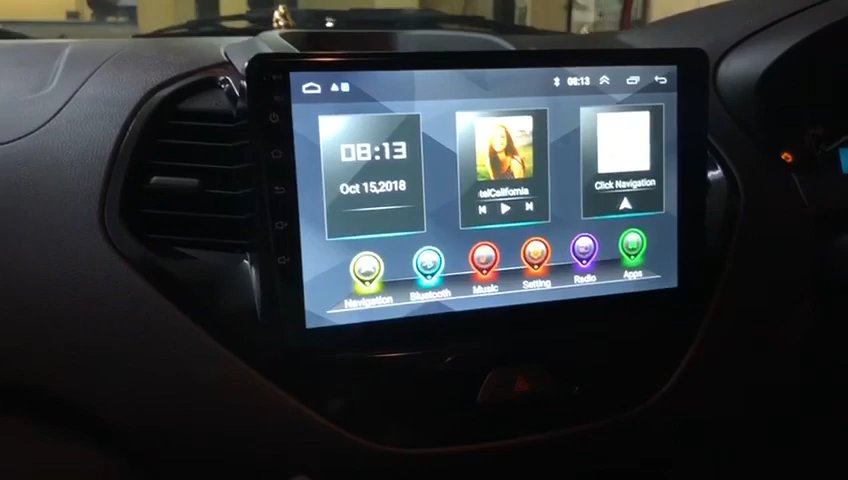 08:13
08:13
Oct 15,2018
telCalifornia
Click Navigation
Navigation
Bluetooth
Music
Setting
Radio
Apps